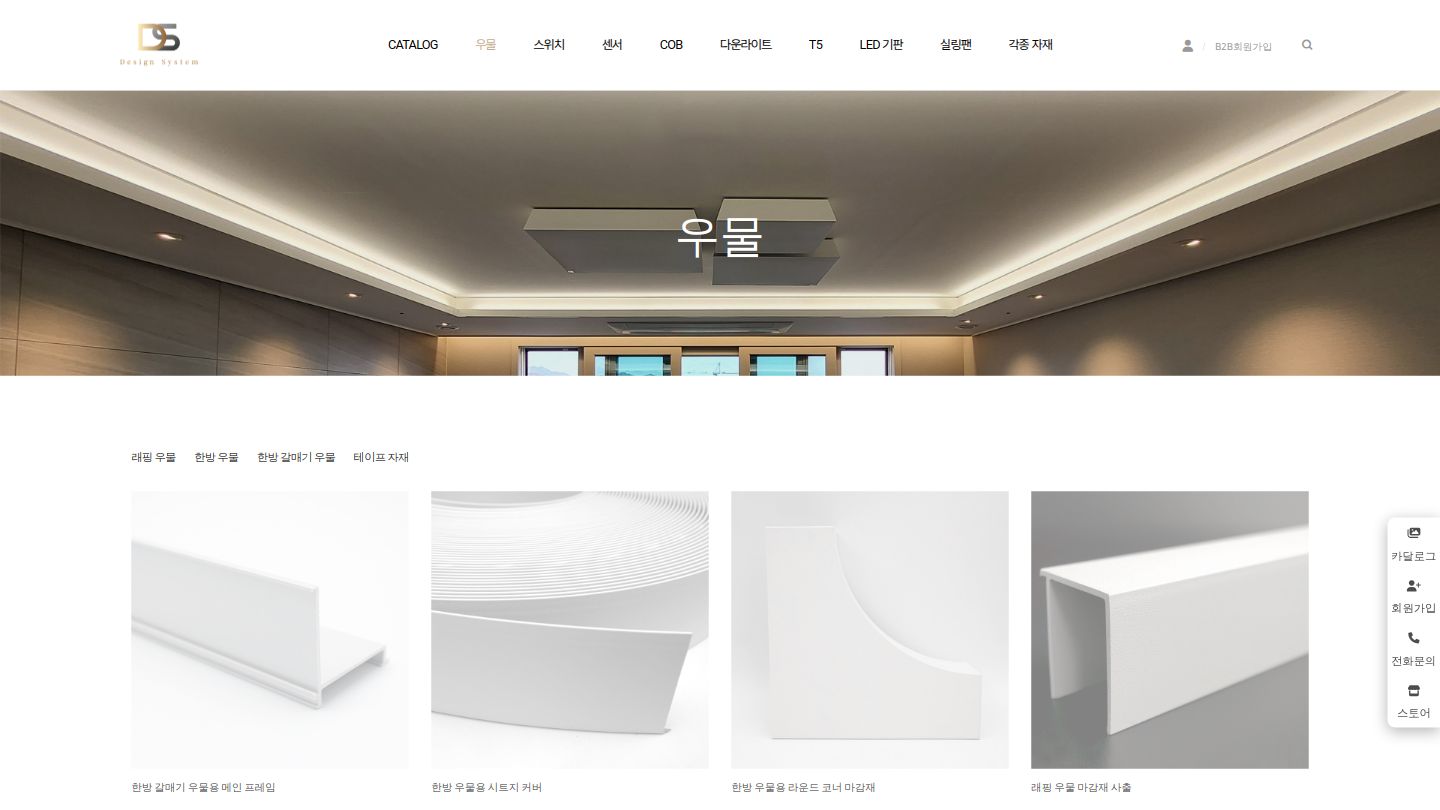 DS
Design System
CATALOG 우물 스위치 센서 COB 다운라이트 T5 LED 기판 실링팬 각종 자재
/ B2B회원가입
우물
래핑 우물 한방 우물 한방 갈매기 우물 테이프 자재
카달로그
회원가입
전화문의
스토어
한방 갈매기 우물용 메인 프레임
한방 우물용 시트지 커버
한방 우물용 라운드 코너 마감재
래핑 우물 마감재 사출